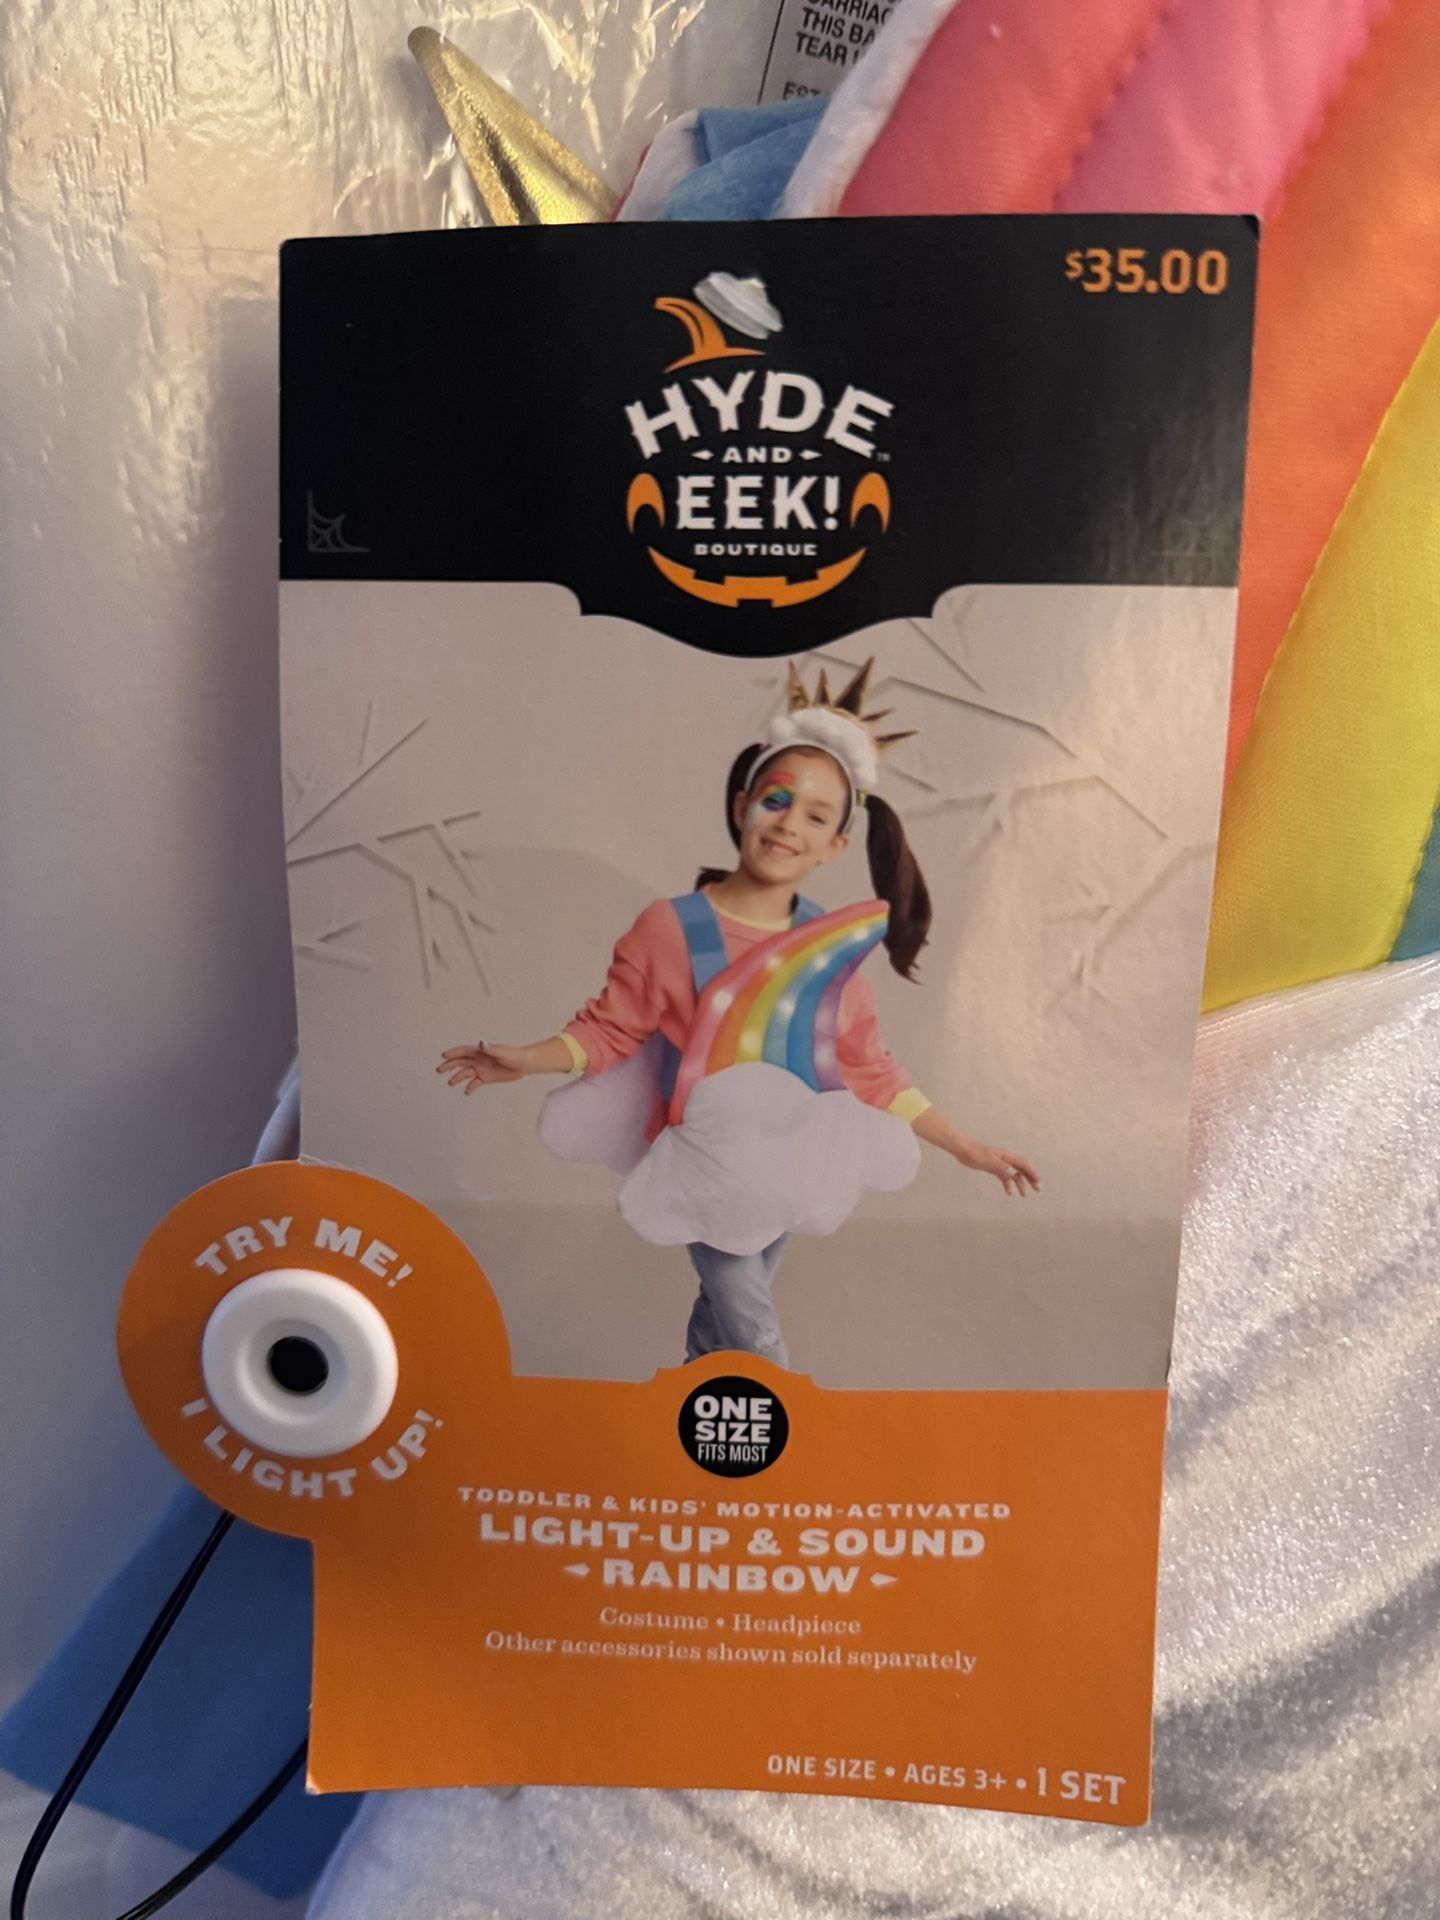 THIS BA
TEAR
$35.00
HYDE
AND
EEK!
BOUTIQUE
TRY ME!
I LIGHT UP!
ONE
SIZE
FITS MOST
TODDLER & KIDS' MOTION-ACTIVATED
LIGHT-UP & SOUND
RAINBOW
Costume • Headpiece
Other accessories shown sold separately
ONE SIZE • AGES 3+ • 1 SET